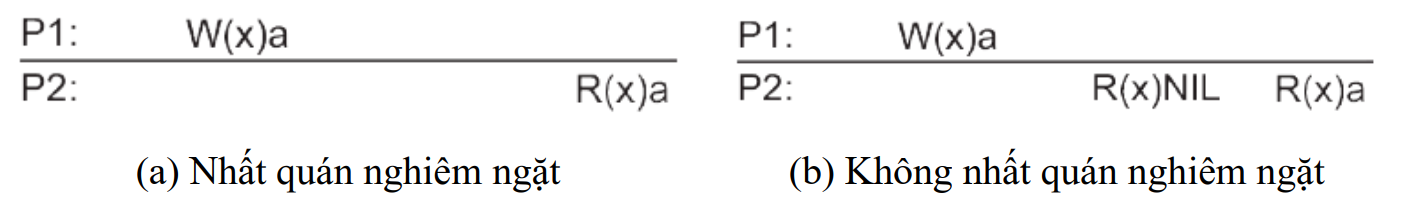 P1: W(x)a
P2: R(x)a
(a) Nhất quán nghiêm ngặt
P1: W(x)a
P2: R(x)NIL R(x)a
(b) Không nhất quán nghiêm ngặt